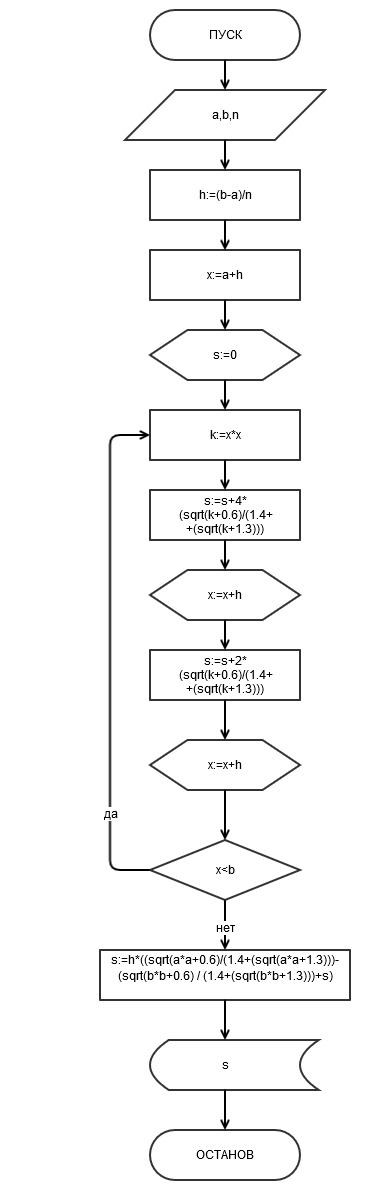 ПУСК
a,b,n
h:=(b-a)/n
x:=a+h
s:=0
k:=x*x
s:=s+4*
(sqrt(k+0.6)/(1.4+
+(sqrt(k+1.3)))
x:=x+h
s:=s+2*
(sqrt(k+0.6)/(1.4+
+(sqrt(k+1.3)))
x:=x+h
да
x<b
нет
s:=h*((sqrt(a*a+0.6)/(1.4+(sqrt(a*a+1.3)))-
(sqrt(b*b+0.6) / (1.4+(sqrt(b*b+1.3)))+s)
s
ОСТАНОВ